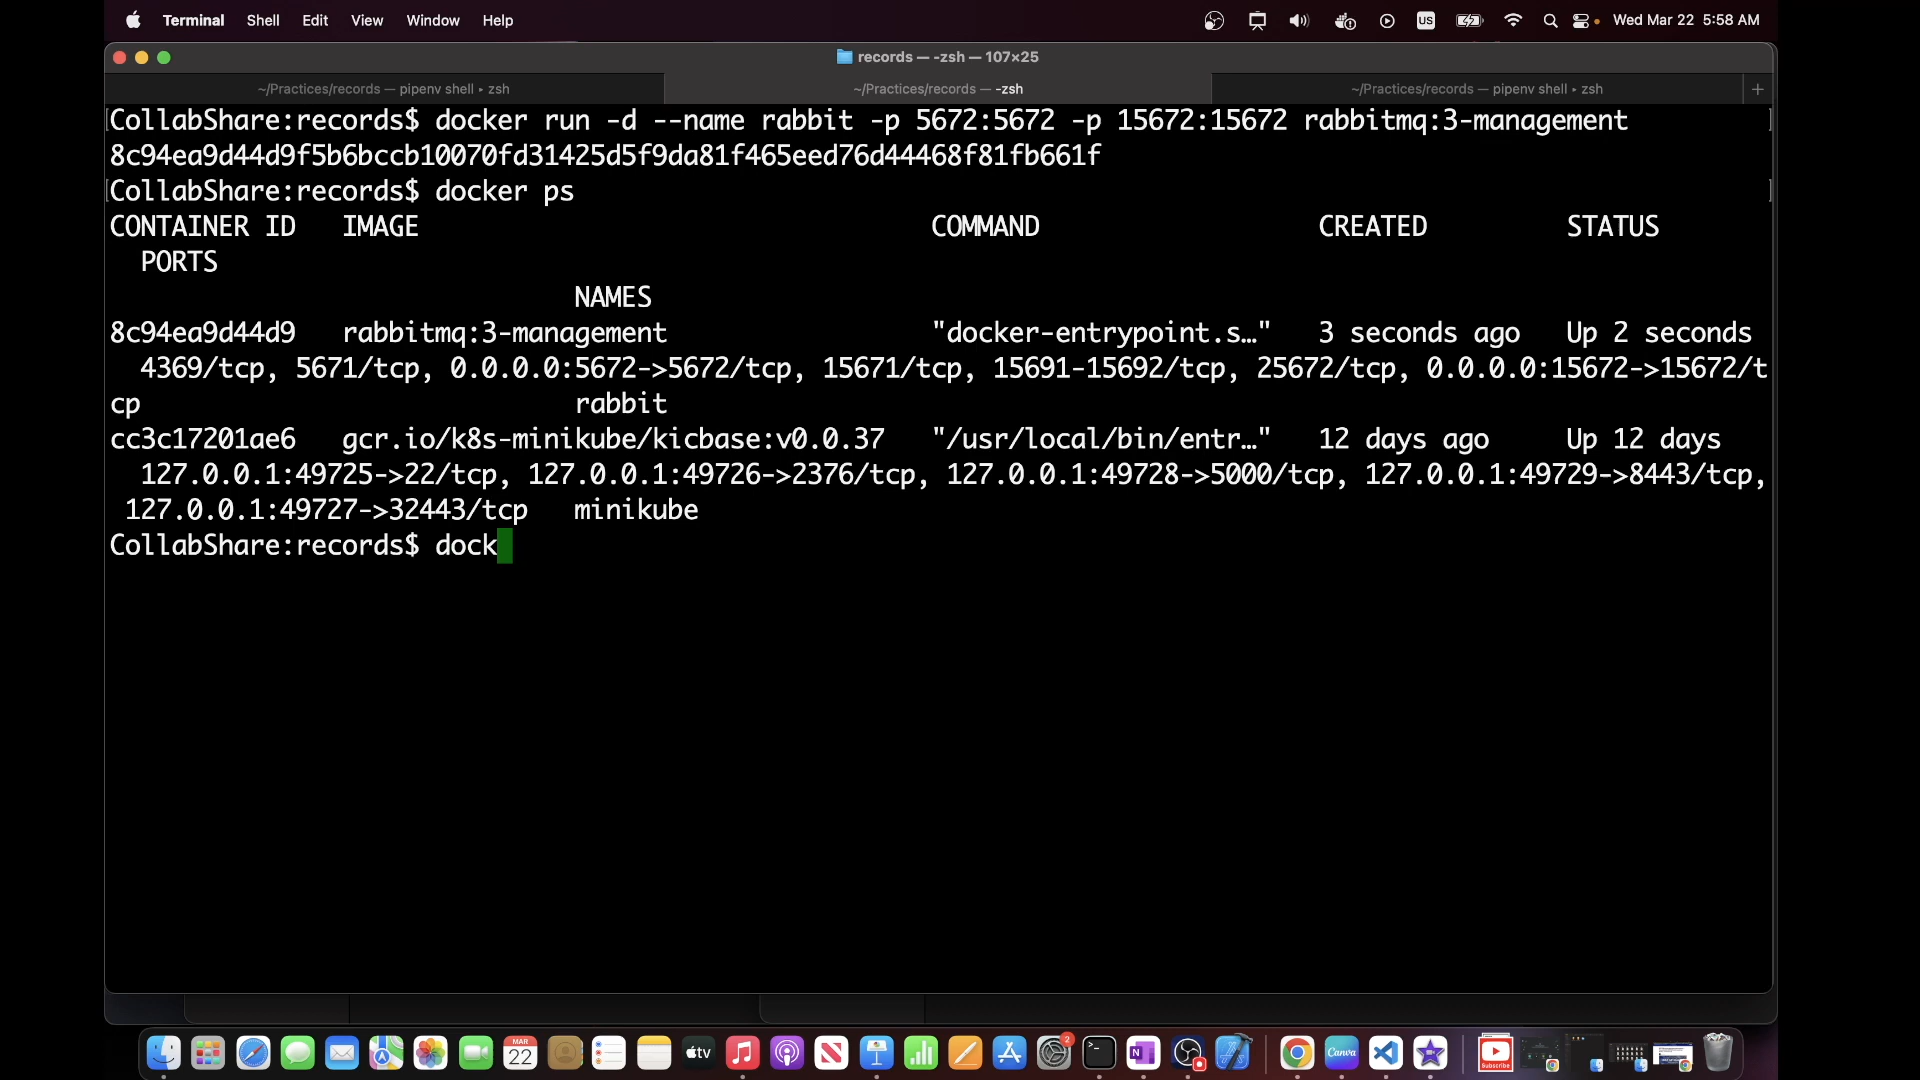 Terminal Shell Edit View Window Help US Wed Mar 22 5:58 AM
records — -zsh — 107×25
~/Practices/records — pipenv shell ▸ zsh ~/Practices/records — -zsh ~/Practices/records — pipenv shell ▸ zsh +
CollabShare:records$ docker run -d --name rabbit -p 5672:5672 -p 15672:15672 rabbitmq:3-management
8c94ea9d44d9f5b6bccb10070fd31425d5f9da81f465eed76d44468f81fb661f
CollabShare:records$ docker ps
CONTAINER ID IMAGE COMMAND CREATED STATUS
PORTS
NAMES
8c94ea9d44d9 rabbitmq:3-management "docker-entrypoint.s…" 3 seconds ago Up 2 seconds
4369/tcp, 5671/tcp, 0.0.0.0:5672->5672/tcp, 15671/tcp, 15691-15692/tcp, 25672/tcp, 0.0.0.0:15672->15672/t
cp rabbit
cc3c17201ae6 gcr.io/k8s-minikube/kicbase:v0.0.37 "/usr/local/bin/entr…" 12 days ago Up 12 days
127.0.0.1:49725->22/tcp, 127.0.0.1:49726->2376/tcp, 127.0.0.1:49728->5000/tcp, 127.0.0.1:49729->8443/tcp,
127.0.0.1:49727->32443/tcp minikube
CollabShare:records$ dock
MAR
22
tv
2
Canva
Subscribe